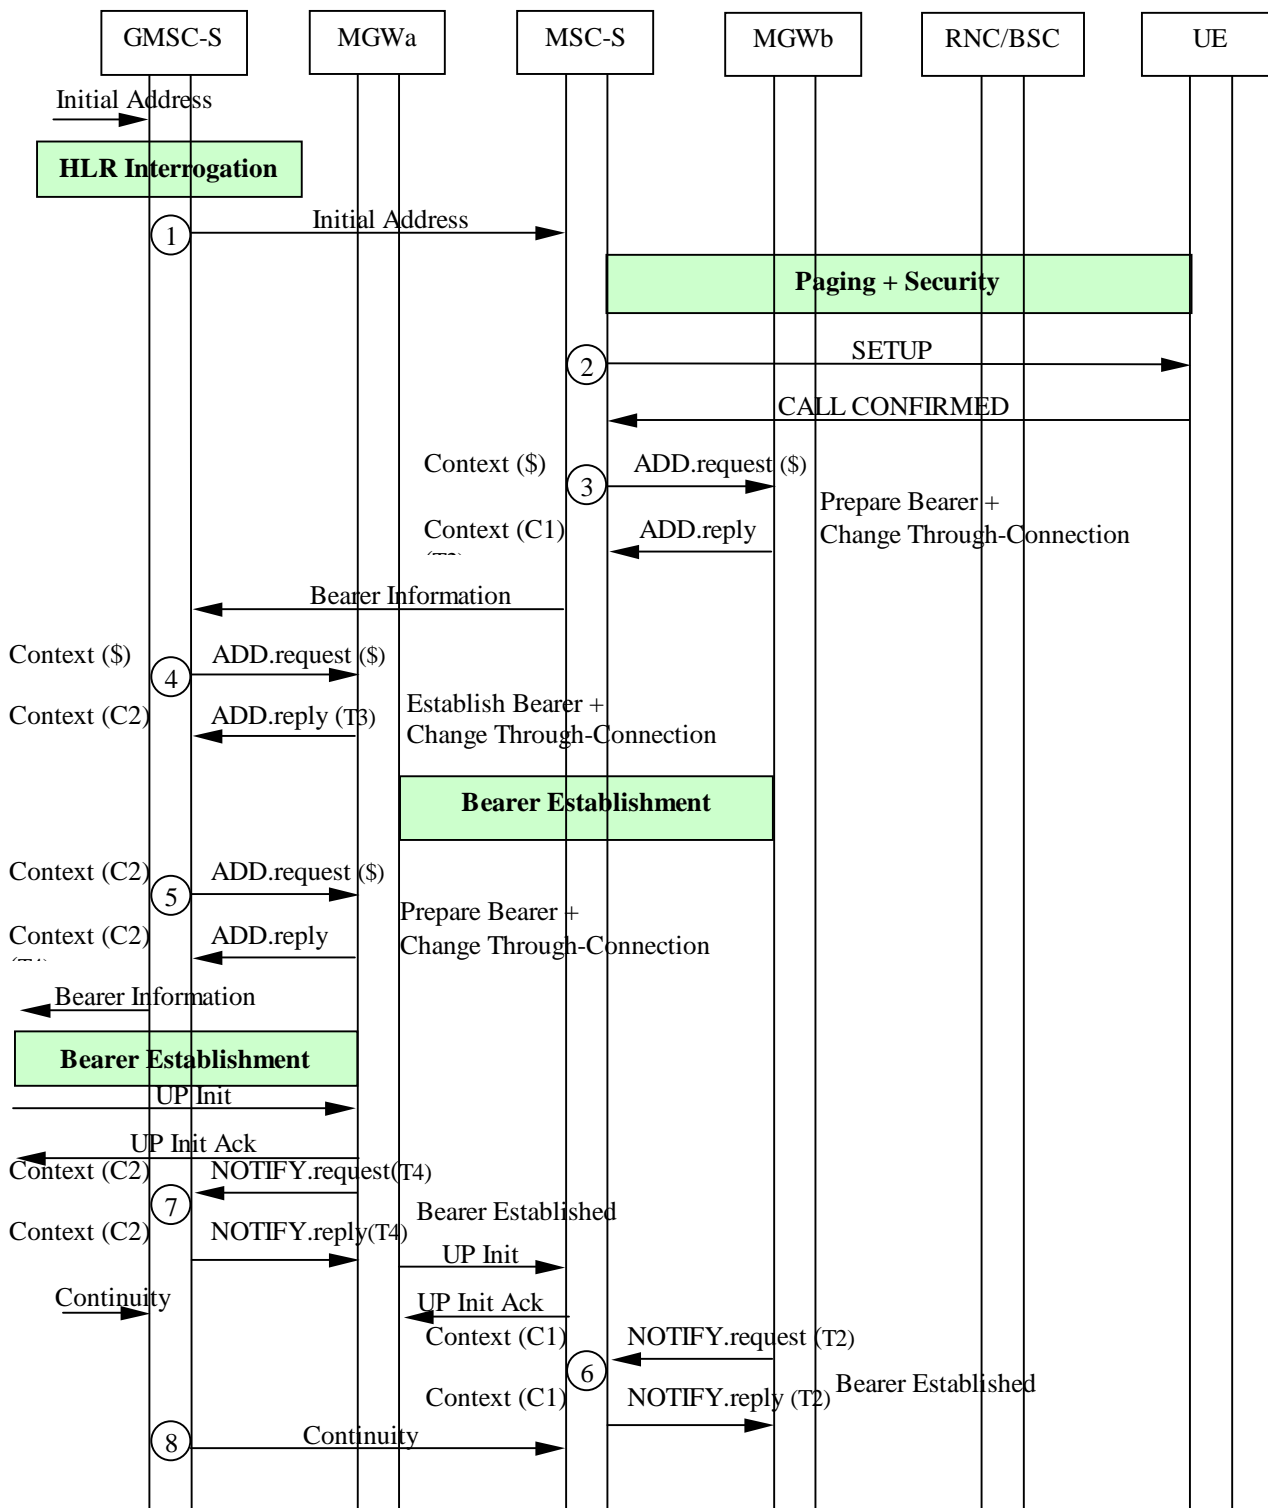 GMSC-S MGWa MSC-S MGWb RNC/BSC UE
Initial Address
HLR Interrogation
1 Initial Address
Paging + Security
2 SETUP
CALL CONFIRMED
Context ($) 3 ADD.request ($)
Prepare Bearer +
Change Through-Connection
Context (C1) ADD.reply
Bearer Information
Context ($) 4 ADD.request ($)
Context (C2) ADD.reply (T3)
Establish Bearer +
Change Through-Connection
Bearer Establishment
Context (C2) 5 ADD.request ($)
Prepare Bearer +
Change Through-Connection
Context (C2) ADD.reply
Bearer Information
Bearer Establishment
UP Init
UP Init Ack
Context (C2) 7 NOTIFY.request(T4)
Bearer Established
Context (C2) NOTIFY.reply(T4)
UP Init
Continuity
UP Init Ack
Context (C1) 6 NOTIFY.request (T2)
Bearer Established
Context (C1) NOTIFY.reply (T2)
8 Continuity